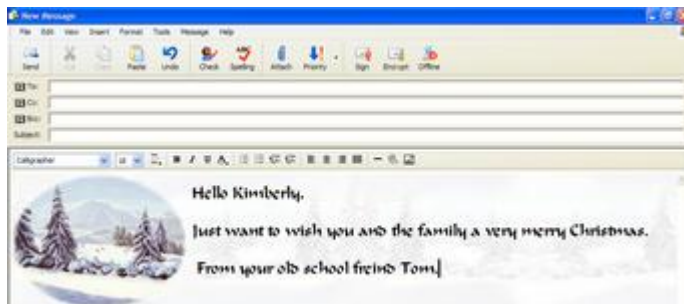 New Message
File Edit View Insert Format Tools Message Help
Send Cut Copy Paste Undo Check Spelling Attach Priority Sign Encrypt Offline
To:
Cc:
Bcc:
Subject:
Caligrapher
Hello Kimberly,
Just want to wish you and the family a very merry Christmas.
From your old school freind Tom.